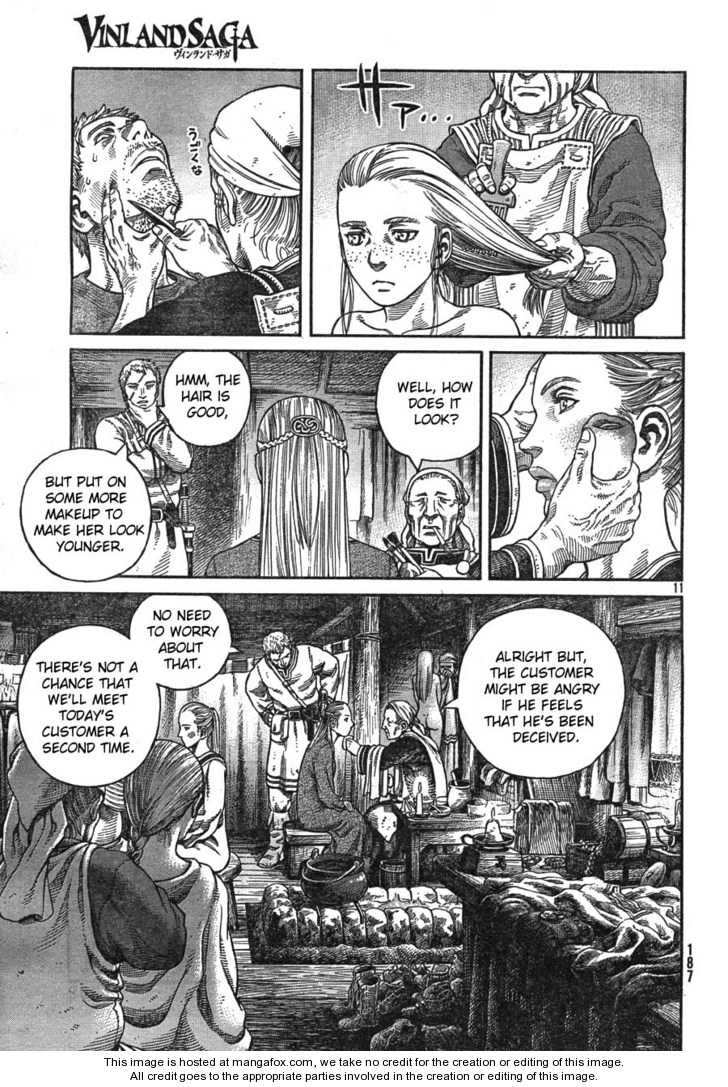 VINLAND SAGA
ヴィンランド・サガ
うごくな
サァ...
WELL, HOW
DOES IT
LOOK?
HMM, THE
HAIR IS
GOOD,
BUT PUT ON
SOME MORE
MAKEUP TO
MAKE HER LOOK
YOUNGER.
11
ALRIGHT BUT,
THE CUSTOMER
MIGHT BE ANGRY
IF HE FEELS
THAT HE'S BEEN
DECEIVED.
NO NEED
TO WORRY
ABOUT
THAT.
THERE'S NOT A
CHANCE THAT
WE'LL MEET
TODAY'S
CUSTOMER A
SECOND TIME.
187
This image is hosted at mangafox.com, we take no credit for the creation or editing of this image.
All credit goes to the appropriate parties involved in the creation or editing of this image.